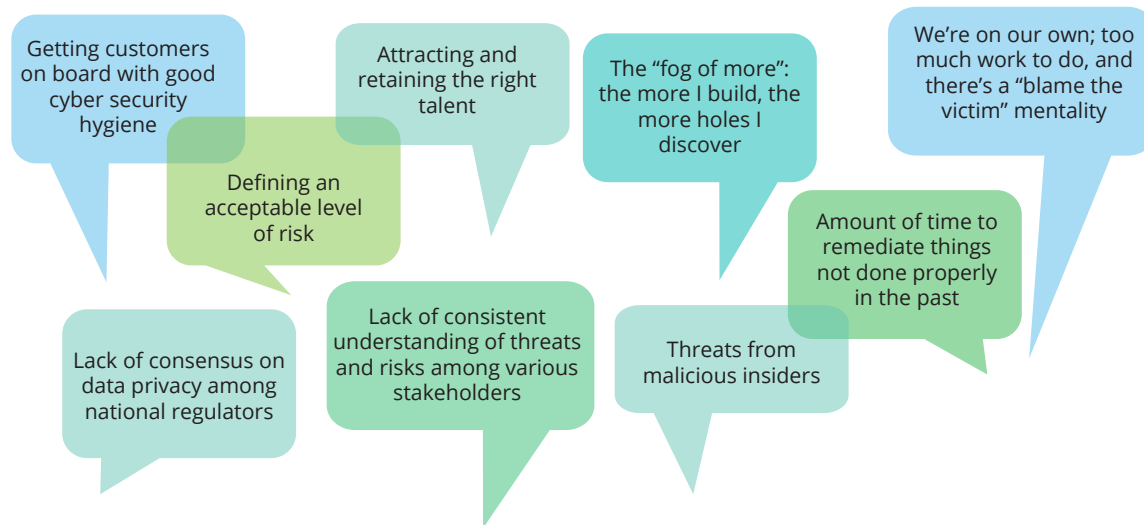 Getting customers
on board with good
cyber security
hygiene
Attracting and
retaining the right
talent
The “fog of more”:
the more I build, the
more holes I
discover
We’re on our own; too
much work to do, and
there’s a “blame the
victim” mentality
Defining an
acceptable level
of risk
Amount of time to
remediate things
not done properly
in the past
Lack of consensus on
data privacy among
national regulators
Lack of consistent
understanding of threats
and risks among various
stakeholders
Threats from
malicious insiders